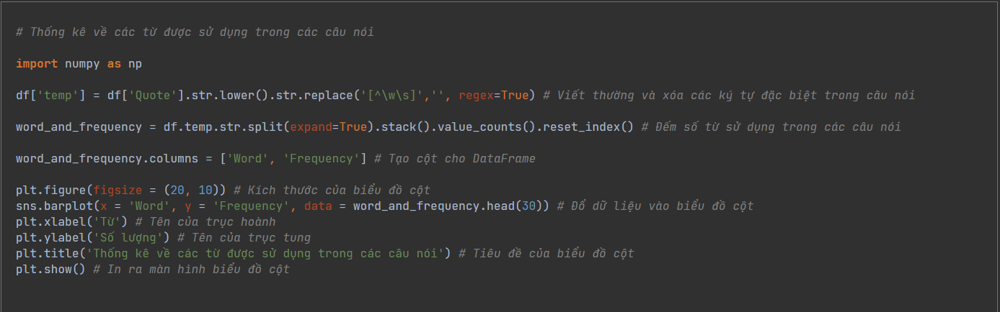 # Thống kê về các từ được sử dụng trong các câu nói
import numpy as np
df['temp'] = df['Quote'].str.lower().str.replace('[^\w\s]','', regex=True) # Viết thường và xóa các ký tự đặc biệt trong câu nói
word_and_frequency = df.temp.str.split(expand=True).stack().value_counts().reset_index() # Đếm số từ sử dụng trong các câu nói
word_and_frequency.columns = ['Word', 'Frequency'] # Tạo cột cho DataFrame
plt.figure(figsize = (20, 10)) # Kích thước của biểu đồ cột
sns.barplot(x = 'Word', y = 'Frequency', data = word_and_frequency.head(30)) # Đổ dữ liệu vào biểu đồ cột
plt.xlabel('Từ') # Tên của trục hoành
plt.ylabel('Số lượng') # Tên của trục tung
plt.title('Thống kê về các từ được sử dụng trong các câu nói') # Tiêu đề của biểu đồ cột
plt.show() # In ra màn hình biểu đồ cột